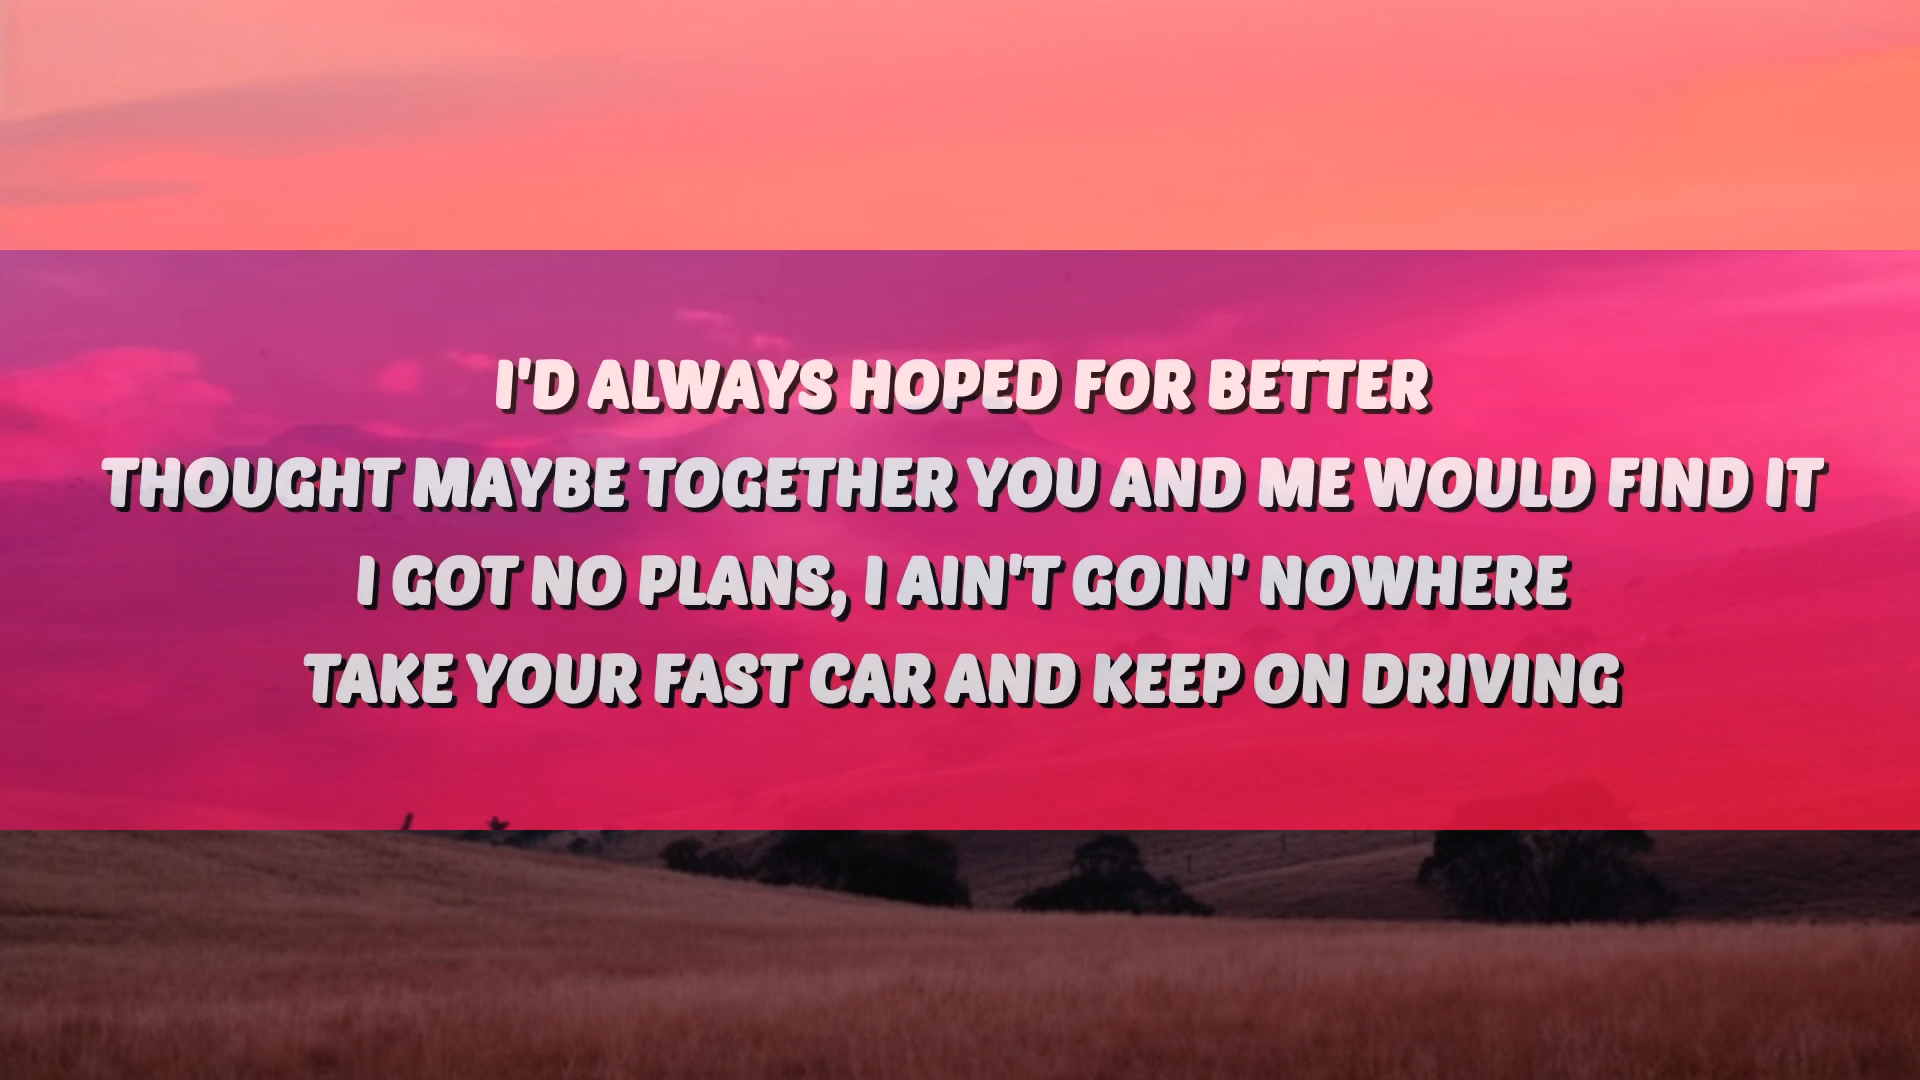 I'D ALWAYS HOPED FOR BETTER
THOUGHT MAYBE TOGETHER YOU AND ME WOULD FIND IT
I GOT NO PLANS, I AIN'T GOIN' NOWHERE
TAKE YOUR FAST CAR AND KEEP ON DRIVING